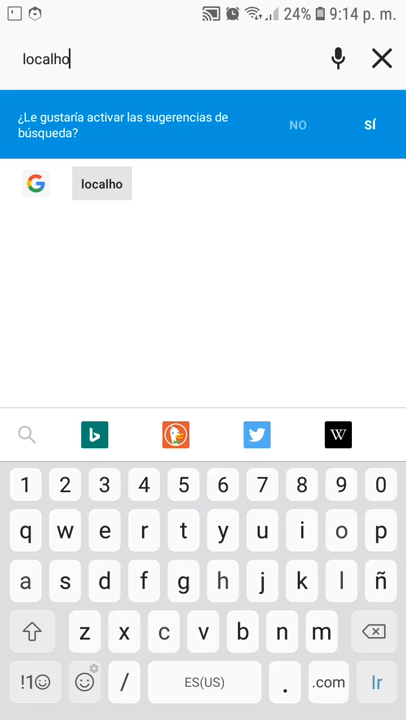 24% 9:14 p. m.
localho
¿Le gustaría activar las sugerencias de
búsqueda?
NO SÍ
G localho
b W
1 2 3 4 5 6 7 8 9 0
q w e r t y u i o p
a s d f g h j k l ñ
z x c v b n m
!1☺ / ES(US) . .com Ir